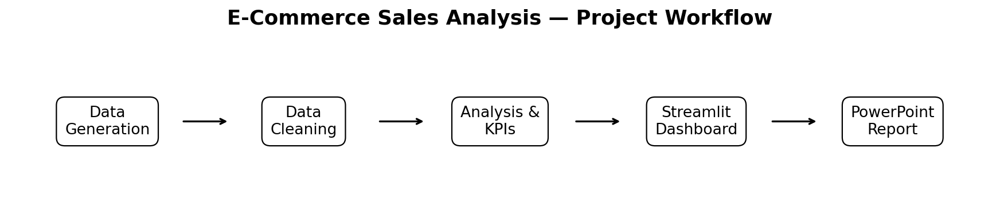 E-Commerce Sales Analysis — Project Workflow
Data
Generation
Data
Cleaning
Analysis &
KPIs
Streamlit
Dashboard
PowerPoint
Report